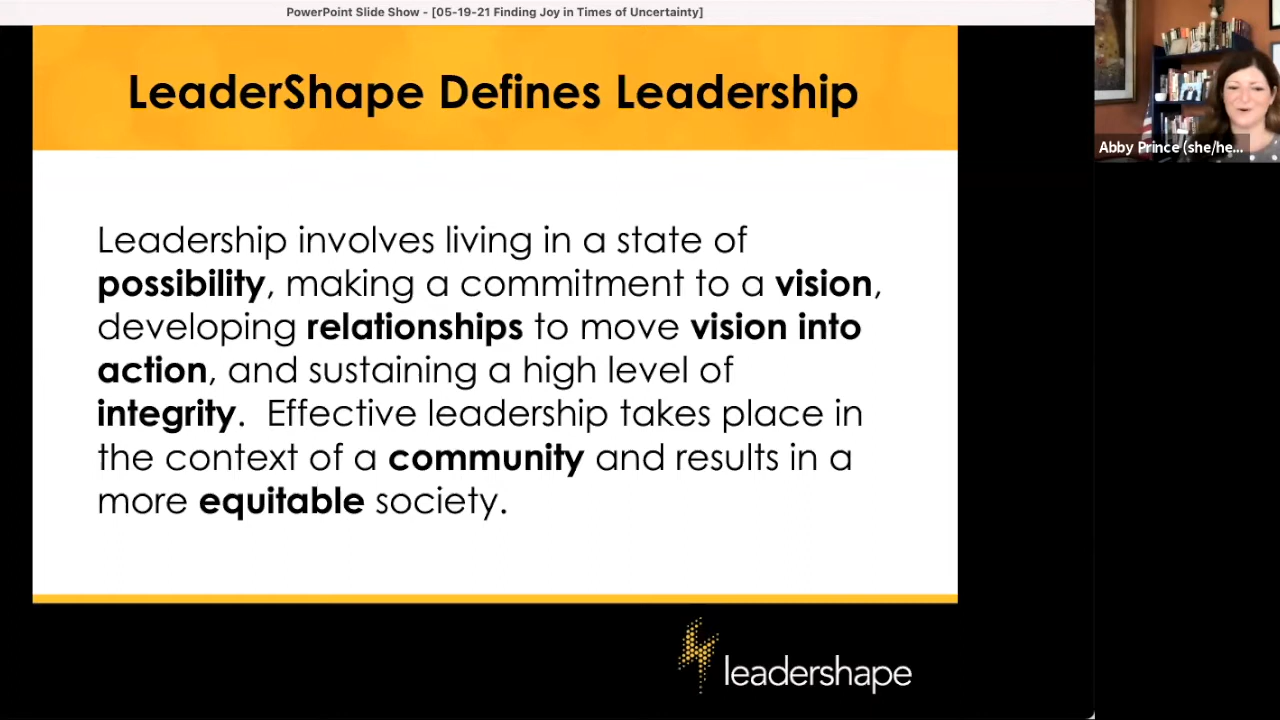 PowerPoint Slide Show - [05-19-21 Finding Joy in Times of Uncertainty]
LeaderShape Defines Leadership
Leadership involves living in a state of
possibility, making a commitment to a vision,
developing relationships to move vision into
action, and sustaining a high level of
integrity.  Effective leadership takes place in
the context of a community and results in a
more equitable society.
leadershape
Abby Prince (she/he...